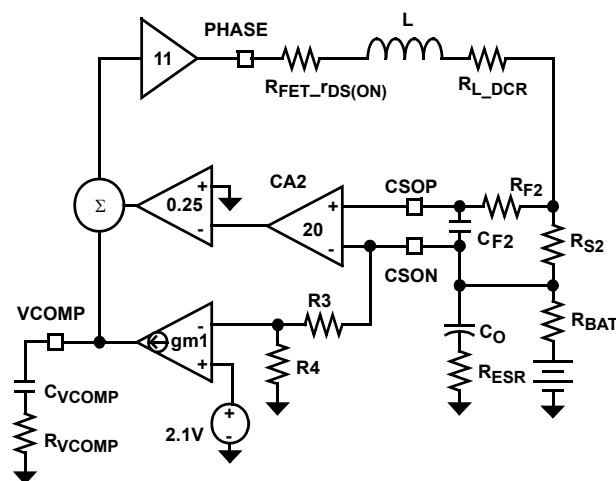 PHASE
L
11
RFET_rDS(ON)
RL_DCR
CA2
CSOP
RF2
Σ
0.25
+
-
20
+
-
CF2
RS2
CSON
VCOMP
R3
gm1
-
+
R4
CO
RBAT
CVCOMP
RESR
RVCOMP
2.1V
+
-